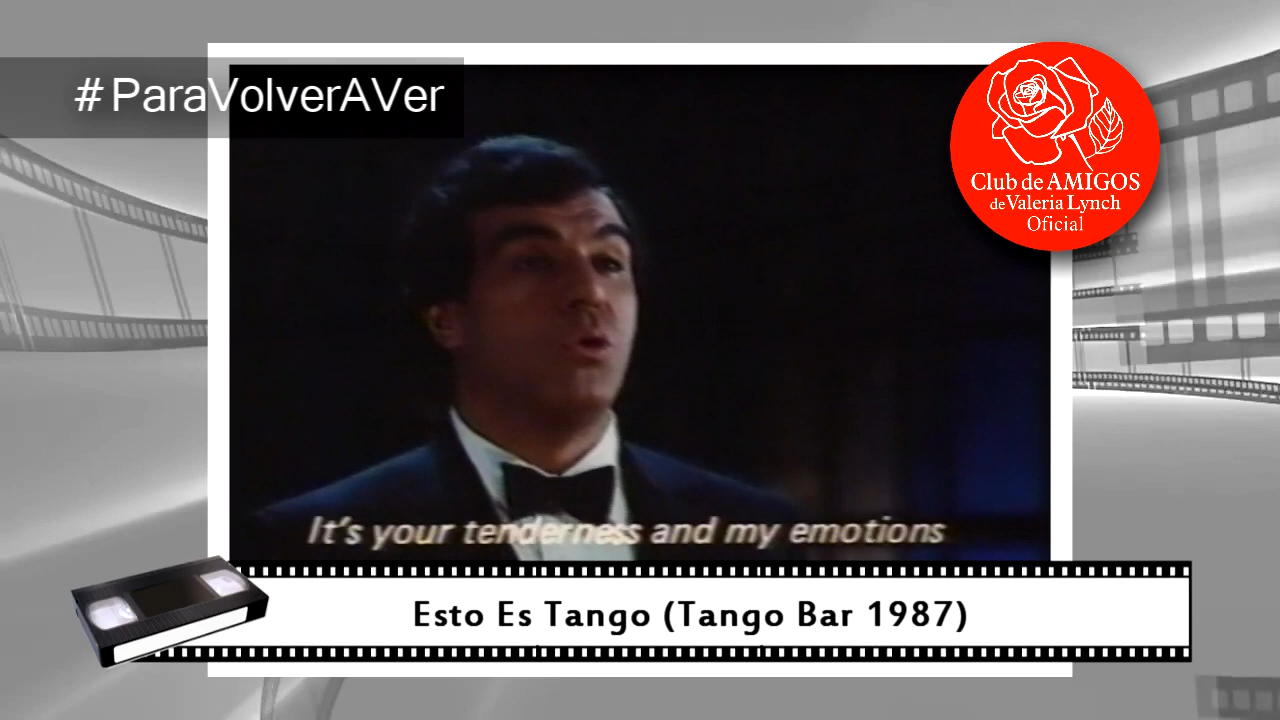 #ParaVolverAVer
Club de AMIGOS
de Valeria Lynch
Oficial
It's your tenderness and my emotions
Esto Es Tango (Tango Bar 1987)